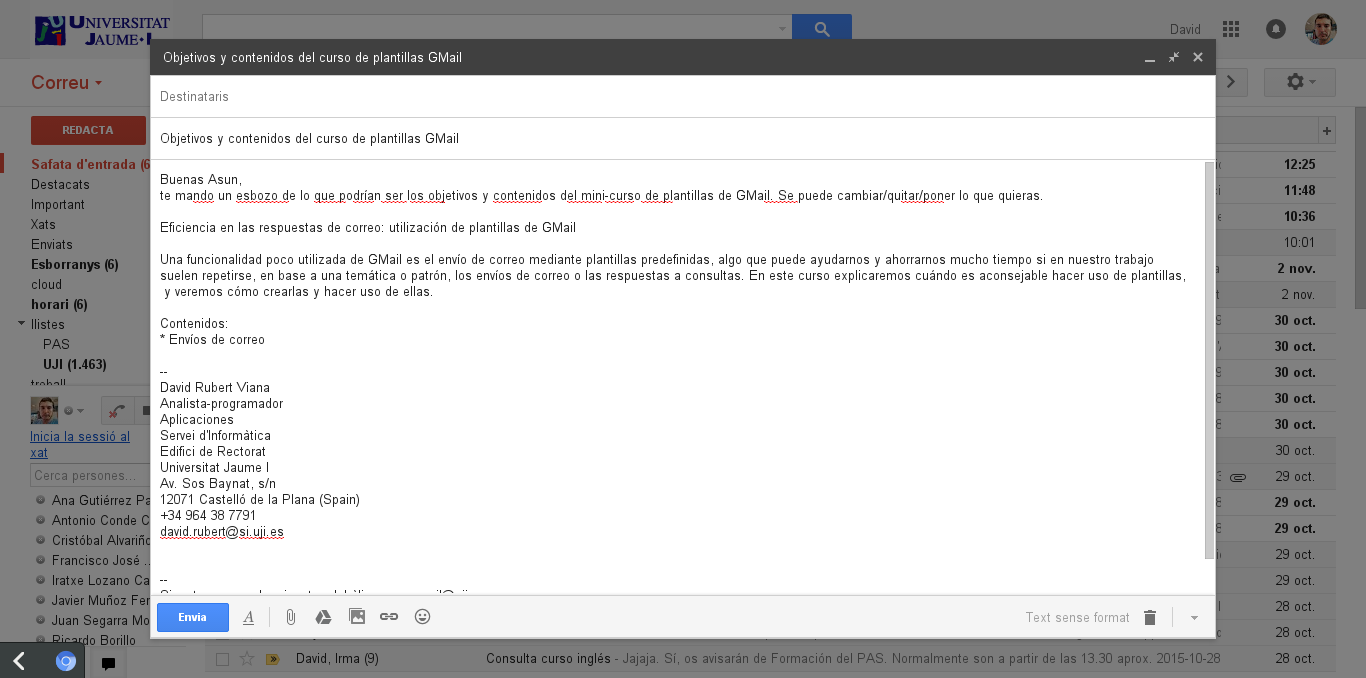 UNIVERSITAT
JAUME·I
David
Objetivos y contenidos del curso de plantillas GMail
Correu
Destinataris
REDACTA
Objetivos y contenidos del curso de plantillas GMail
Safata d'entrada (6
12:25
Destacats
Buenas Asun,
11:48
te mando un esbozo de lo que podrían ser los objetivos y contenidos del mini-curso de plantillas de GMail. Se puede cambiar/quitar/poner lo que quieras.
Important
10:36
Xats
Eficiencia en las respuestas de correo: utilización de plantillas de GMail
Enviats
10:01
Esborranys (6)
Una funcionalidad poco utilizada de GMail es el envío de correo mediante plantillas predefinidas, algo que puede ayudarnos y ahorrarnos mucho tiempo si en nuestro trabajo
2 nov.
suelen repetirse, en base a una temática o patrón, los envíos de correo o las respuestas a consultas. En este curso explicaremos cuándo es aconsejable hacer uso de plantillas,
cloud
y veremos cómo crearlas y hacer uso de ellas.
2 nov.
horari (6)
llistes
Contenidos:
30 oct.
* Envíos de correo
PAS
30 oct.
UJI (1.463)
--
30 oct.
treball
David Rubert Viana
Analista-programador
30 oct.
Aplicaciones
30 oct.
Servei d'Informàtica
Inicia la sessió al
xat
Edifici de Rectorat
30 oct.
Universitat Jaume I
Cerca persones...
29 oct.
Av. Sos Baynat, s/n
12071 Castelló de la Plana (Spain)
Ana Gutiérrez Pa
29 oct.
+34 964 38 7791
Antonio Conde C
29 oct.
david.rubert@si.uji.es
Cristóbal Alvariño
29 oct.
Francisco José ...
Iratxe Lozano Ca
--
29 oct.
Javier Muñoz Fer
28 oct.
Juan Segarra Mo
Envia
Text sense format
28 oct.
Ricardo Borillo
David, Irma (9)
Consulta curso inglés - Jajaja. Sí, os avisarán de Formación del PAS. Normalmente son a partir de las 13.30 aprox. 2015-10-28
28 oct.